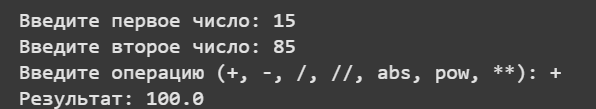 Введите первое число: 15
Введите второе число: 85
Введите операцию (+, -, /, //, abs, pow, **): +
Результат: 100.0